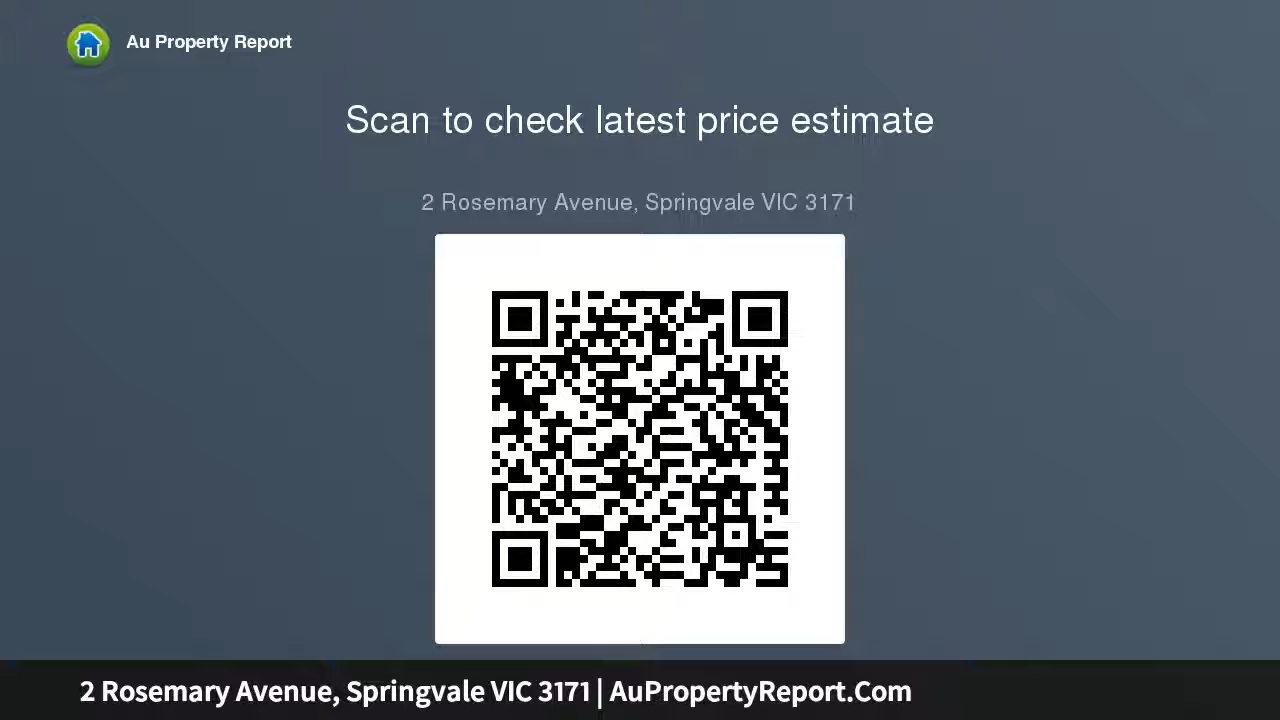 Au Property Report
Scan to check latest price estimate
2 Rosemary Avenue, Springvale VIC 3171
2 Rosemary Avenue, Springvale VIC 3171 | AuPropertyReport.Com